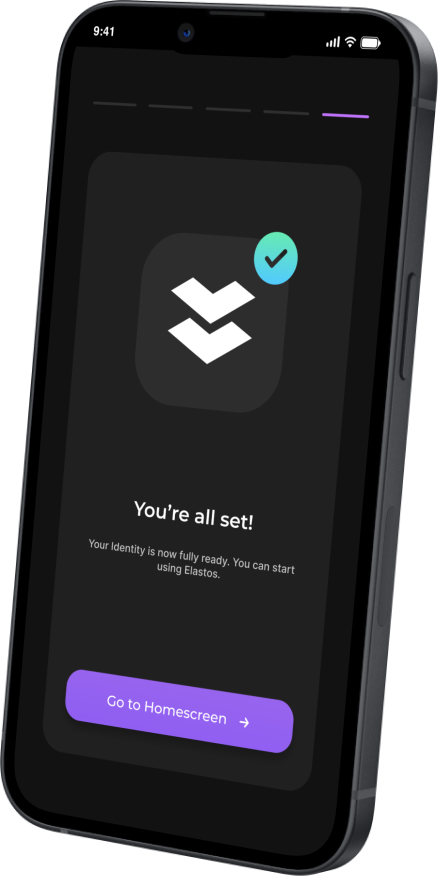 9:41
You’re all set!
Your Identity is now fully ready. You can start
using Elastos.
Go to Homescreen →